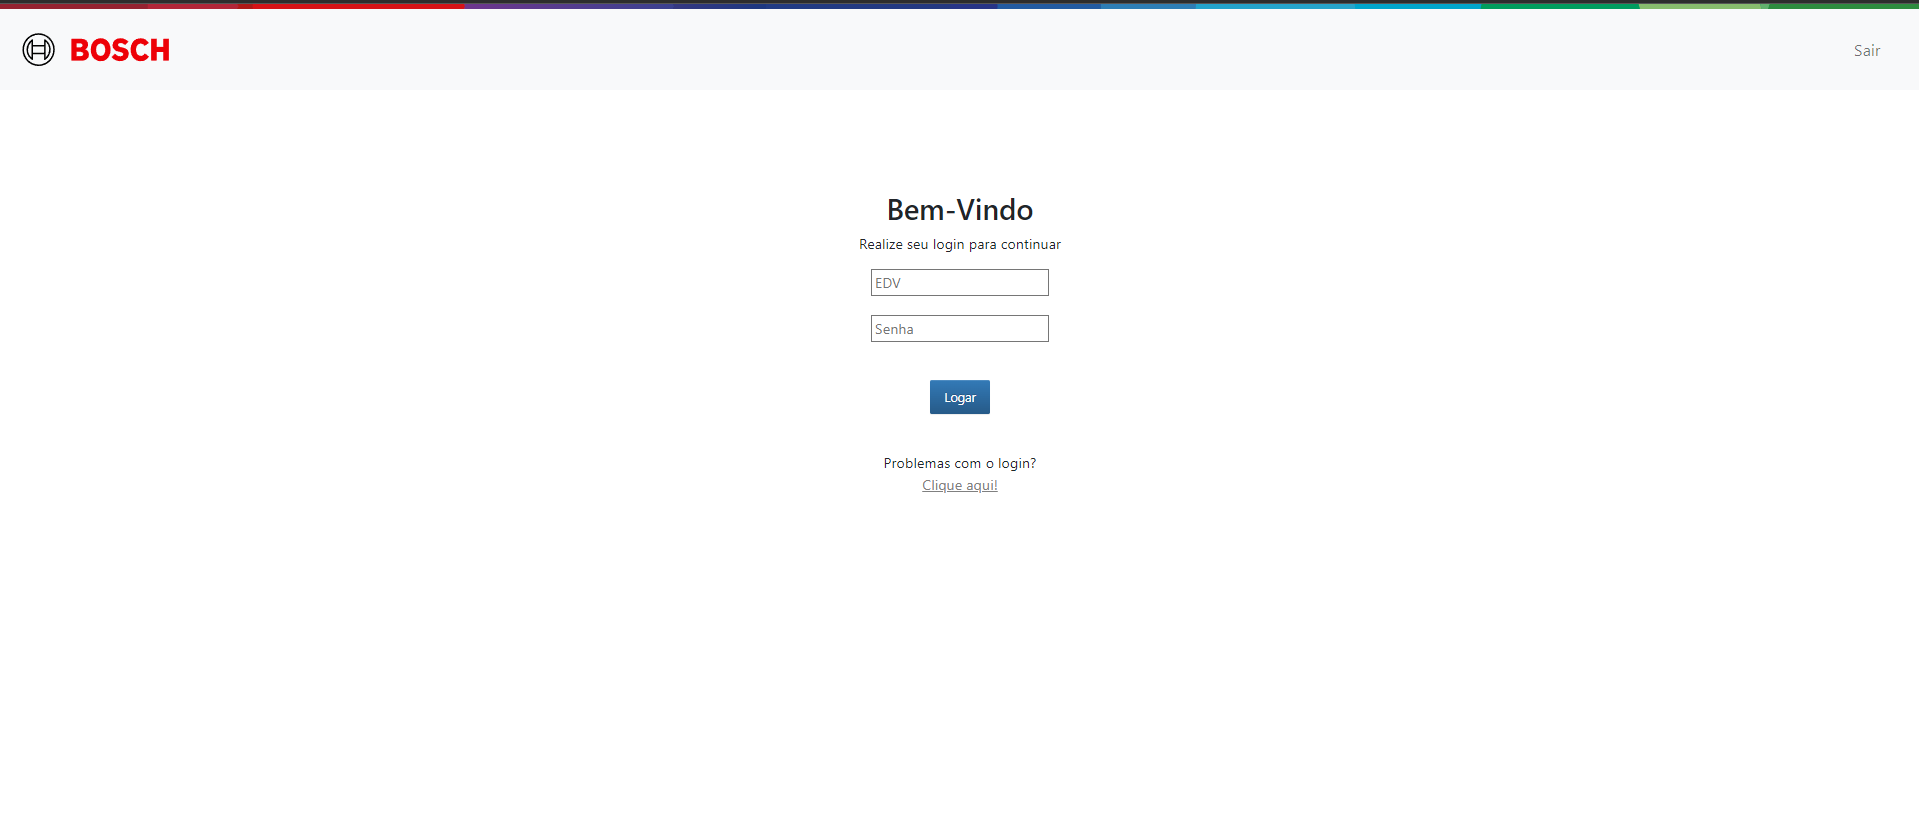 BOSCH
Sair
Bem-Vindo
Realize seu login para continuar
EDV
Senha
Logar
Problemas com o login?
Clique aqui!